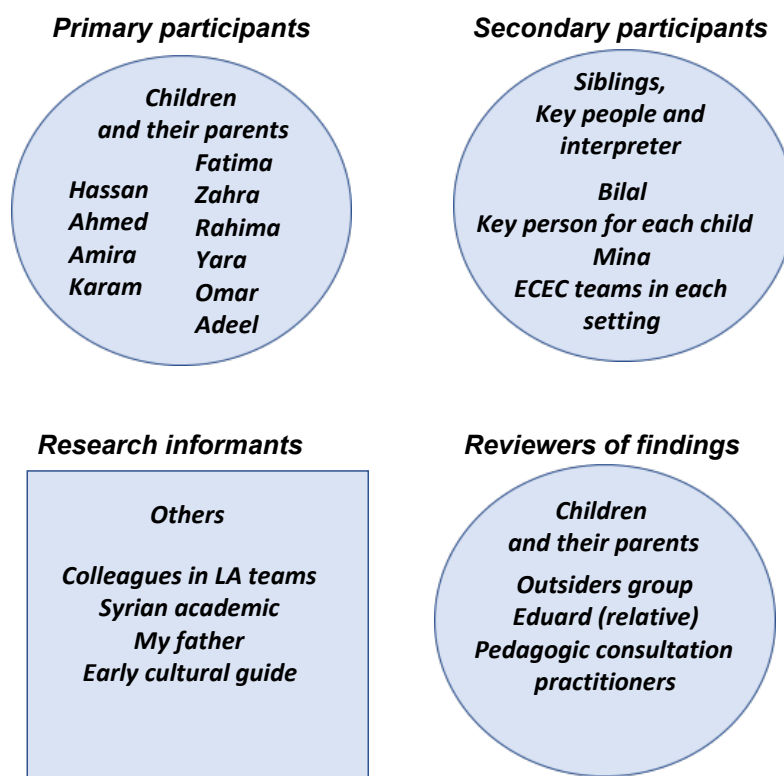 Primary participants
Children
and their parents
Hassan
Ahmed
Amira
Karam
Fatima
Zahra
Rahima
Yara
Omar
Adeel
Secondary participants
Siblings,
Key people and
interpreter
Bilal
Key person for each child
Mina
ECEC teams in each
setting
Research informants
Others
Colleagues in LA teams
Syrian academic
My father
Early cultural guide
Reviewers of findings
Children
and their parents
Outsiders group
Eduard (relative)
Pedagogic consultation
practitioners